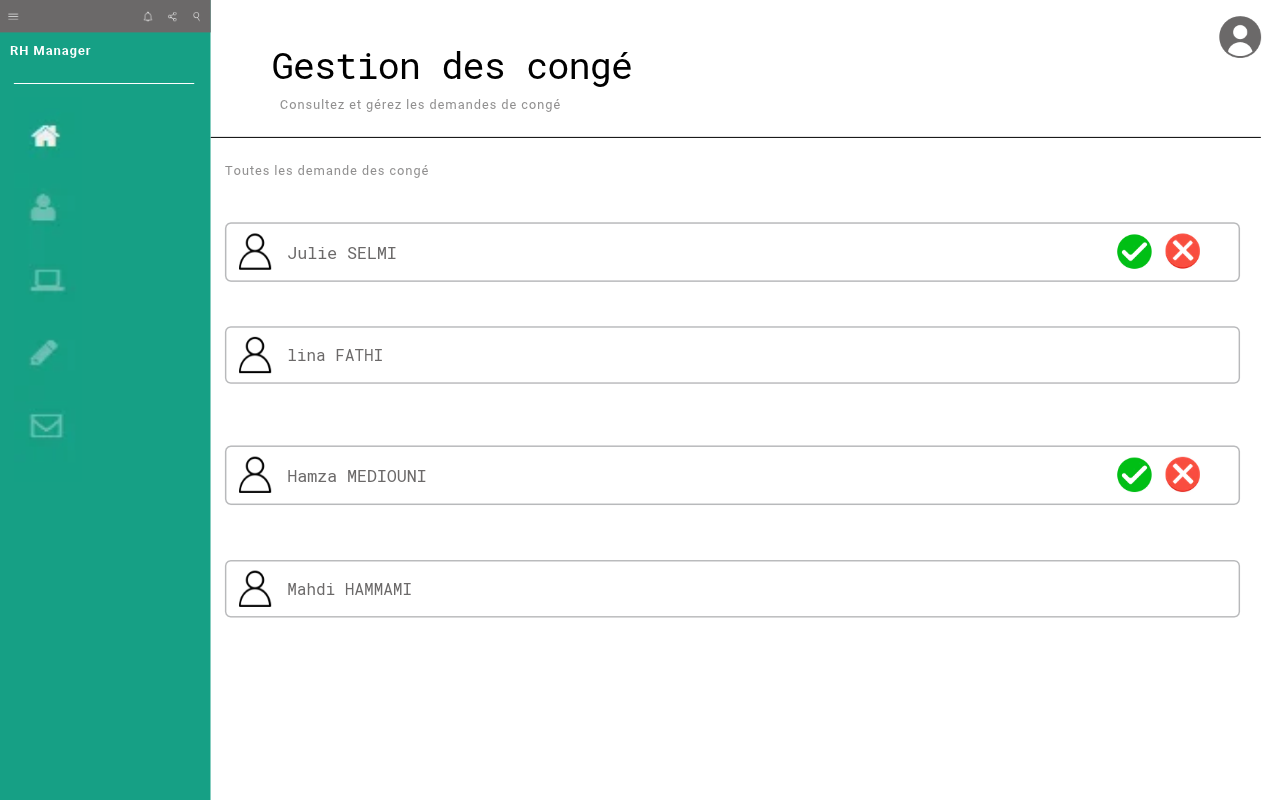 RH Manager
Gestion des congé
Consultez et gérez les demandes de congé
Toutes les demande des congé
Julie SELMI
lina FATHI
Hamza MEDIOUNI
Mahdi HAMMAMI